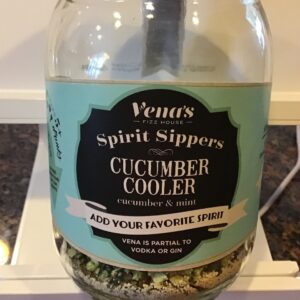 Vena's
FIZZ HOUSE
Spirit Sippers
CUCUMBER
COOLER
cucumber & mint
ADD YOUR FAVORITE SPIRIT
VENA IS PARTIAL TO
VODKA OR GIN